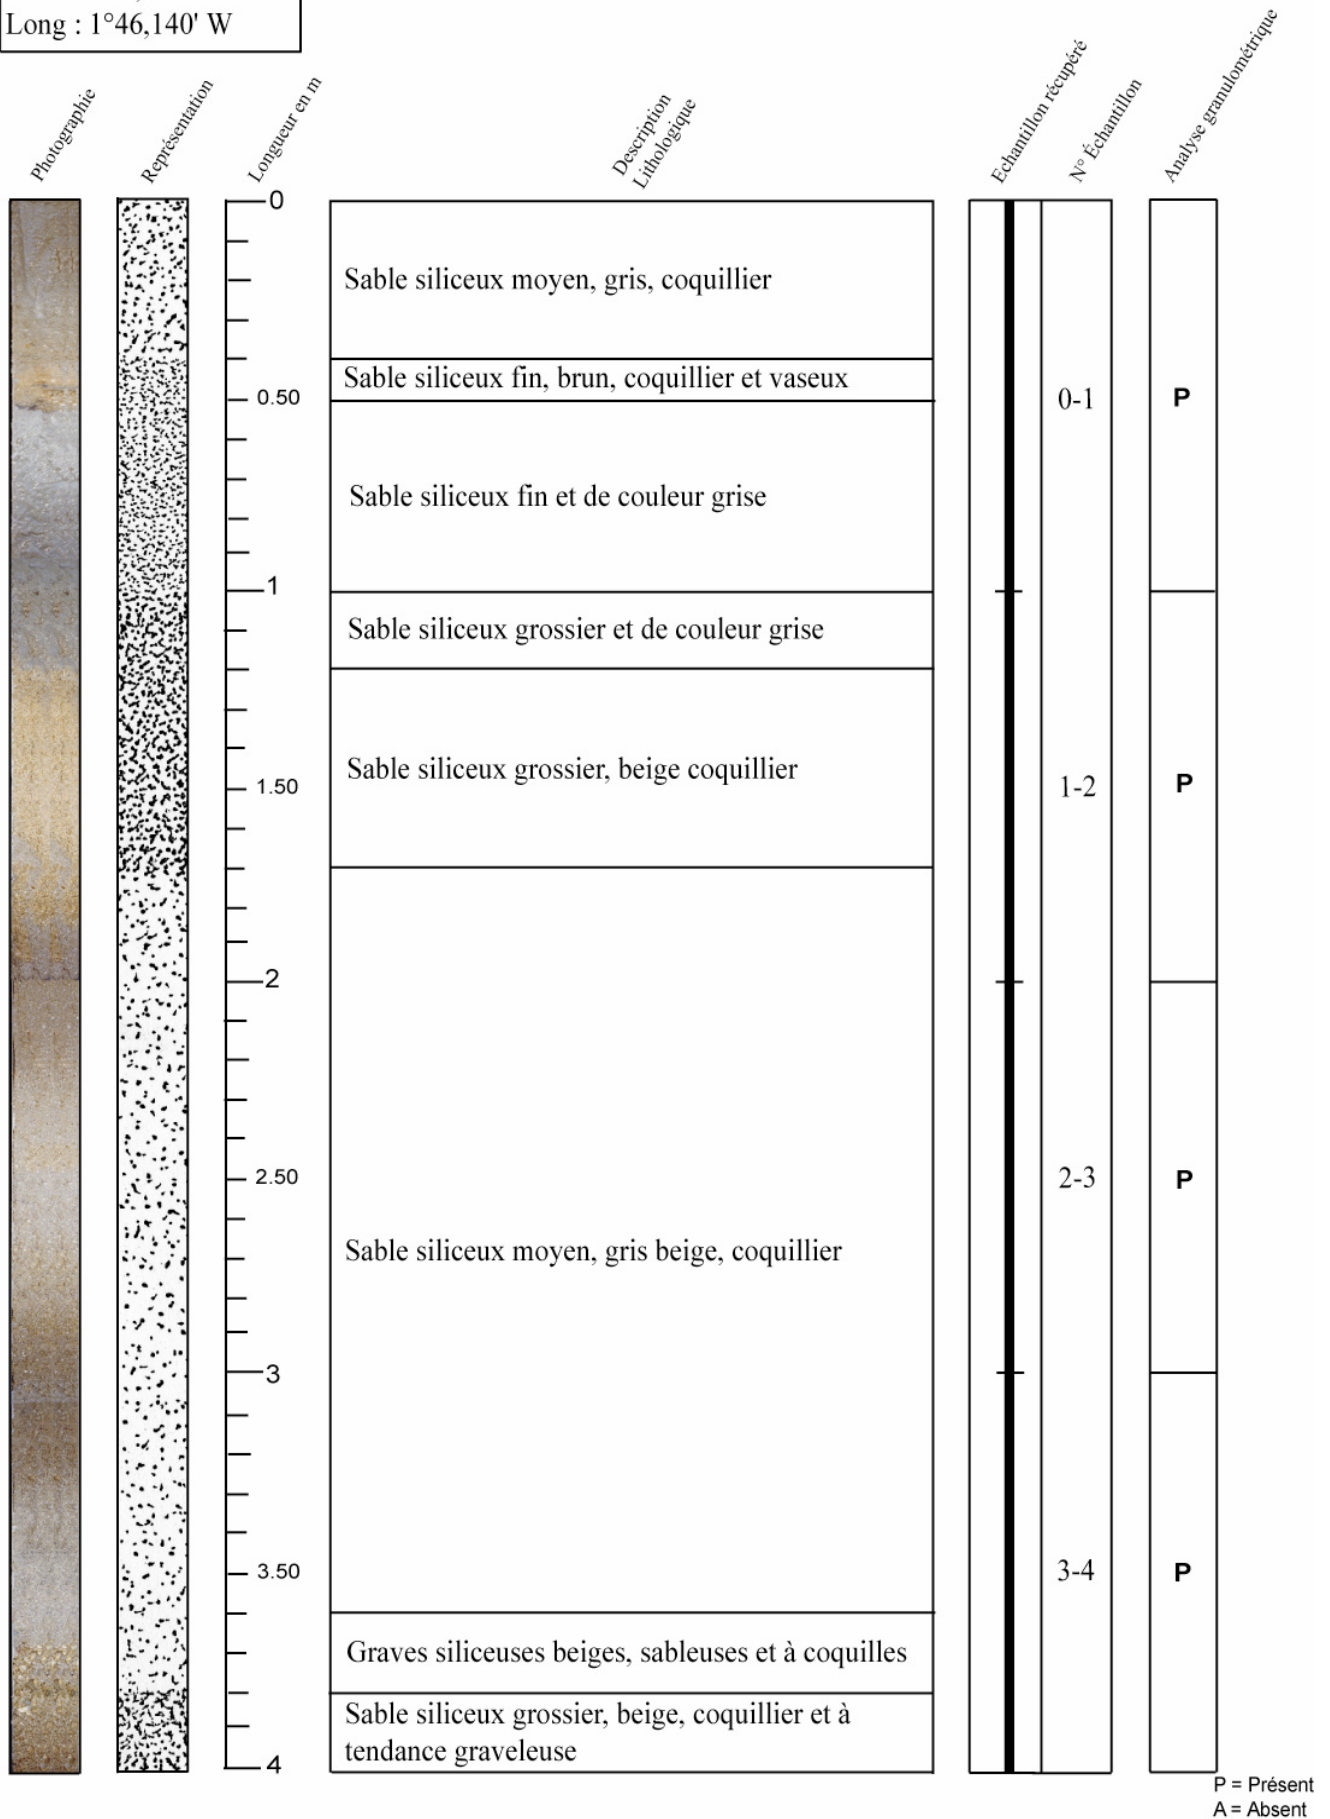 Long : 1°46,140' W
Photographie
Représentation
Longueur en m
Description
Lithologique
Echantillon récupéré
N° Échantillon
Analyse granulométrique
0
Sable siliceux moyen, gris, coquillier
Sable siliceux fin, brun, coquillier et vaseux
0.50
0-1
P
Sable siliceux fin et de couleur grise
1
Sable siliceux grossier et de couleur grise
Sable siliceux grossier, beige coquillier
1.50
1-2
P
2
2.50
2-3
P
Sable siliceux moyen, gris beige, coquillier
3
3.50
3-4
P
Graves siliceuses beiges, sableuses et à coquilles
Sable siliceux grossier, beige, coquillier et à
tendance graveleuse
4
P = Présent
A = Absent